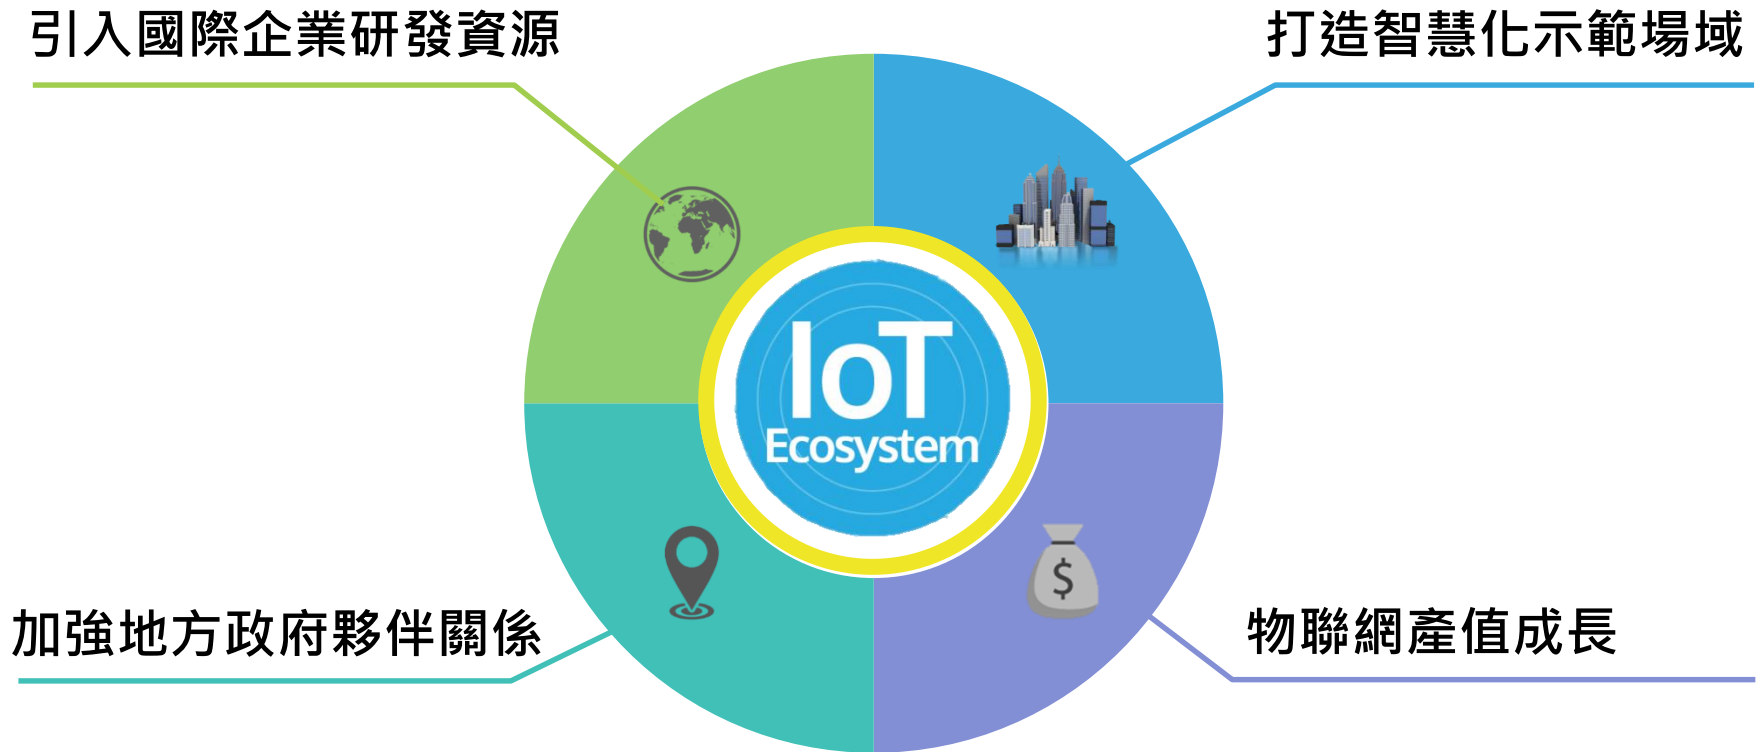 引入國際企業研發資源
打造智慧化示範場域
IoT
Ecosystem
$
加強地方政府夥伴關係
物聯網產值成長